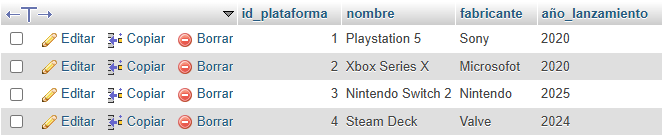 id_plataforma nombre fabricante año_lanzamiento
Editar Copiar Borrar 1 Playstation 5 Sony 2020
Editar Copiar Borrar 2 Xbox Series X Microsofot 2020
Editar Copiar Borrar 3 Nintendo Switch 2 Nintendo 2025
Editar Copiar Borrar 4 Steam Deck Valve 2024